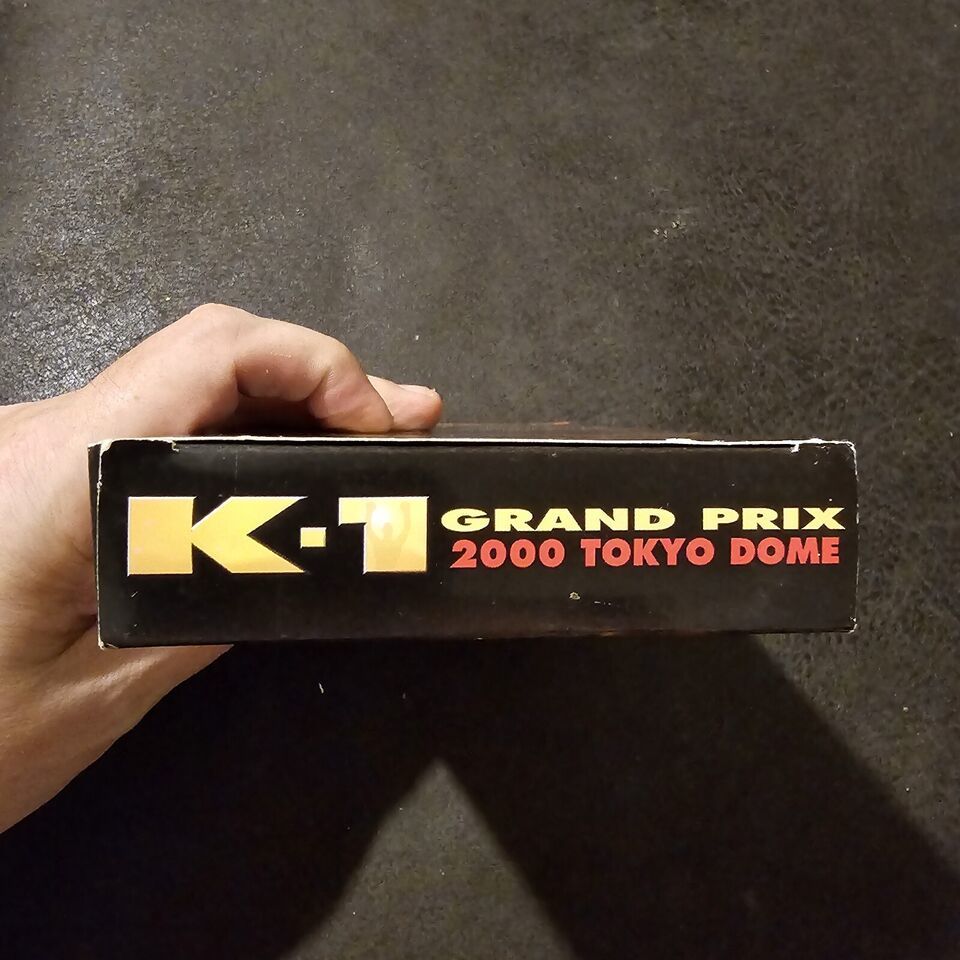 K-1
GRAND PRIX
2000 TOKYO DOME